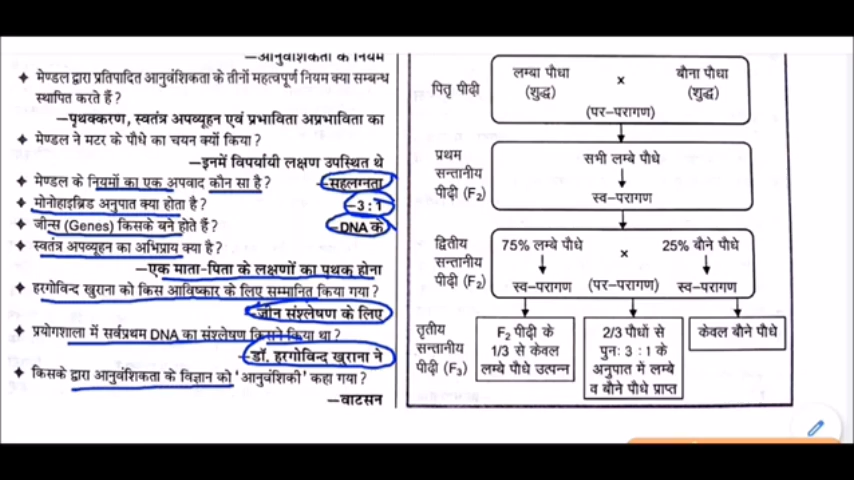 —आनुवंशिकता के नियम
✦ मेण्डल द्वारा प्रतिपादित आनुवंशिकता के तीनों महत्वपूर्ण नियम क्या सम्बन्ध
स्थापित करते हैं ?
—पृथक्करण, स्वतंत्र अपव्यूहन एवं प्रभाविता अप्रभाविता का
✦ मेण्डल ने मटर के पौधे का चयन क्यों किया ?
—इनमें विपर्यायी लक्षण उपस्थित थे
✦ मेण्डल के नियमों का एक अपवाद कौन सा है ? —सहलग्नता
✦ मोनोहाइब्रिड अनुपात क्या होता है ? —3 : 1
✦ जीन्स (Genes) किसके बने होते हैं ? —DNA के
✦ स्वतंत्र अपव्यूहन का अभिप्राय क्या है ?
—एक माता-पिता के लक्षणों का पृथक होना
✦ हरगोविन्द खुराना को किस आविष्कार के लिए सम्मानित किया गया ?
—जीन संश्लेषण के लिए
✦ प्रयोगशाला में सर्वप्रथम DNA का संश्लेषण किसने किया था ?
—डॉ. हरगोविन्द खुराना ने
✦ किसके द्वारा आनुवंशिकता के विज्ञान को 'आनुवंशिकी' कहा गया ?
—वाटसन
पितृ पीढ़ी
लम्बा पौधा × बौना पौधा
(शुद्ध) (शुद्ध)
(पर-परागण)
प्रथम
सन्तानीय
पीढ़ी (F₂)
सभी लम्बे पौधे
स्व-परागण
द्वितीय
सन्तानीय
पीढ़ी (F₂)
75% लम्बे पौधे × 25% बौने पौधे
स्व-परागण (पर-परागण) स्व-परागण
तृतीय
सन्तानीय
पीढ़ी (F₃)
F₂ पीढ़ी के
1/3 से केवल
लम्बे पौधे उत्पन्न
2/3 पौधों से
पुनः 3 : 1 के
अनुपात में लम्बे
व बौने पौधे प्राप्त
केवल बौने पौधे